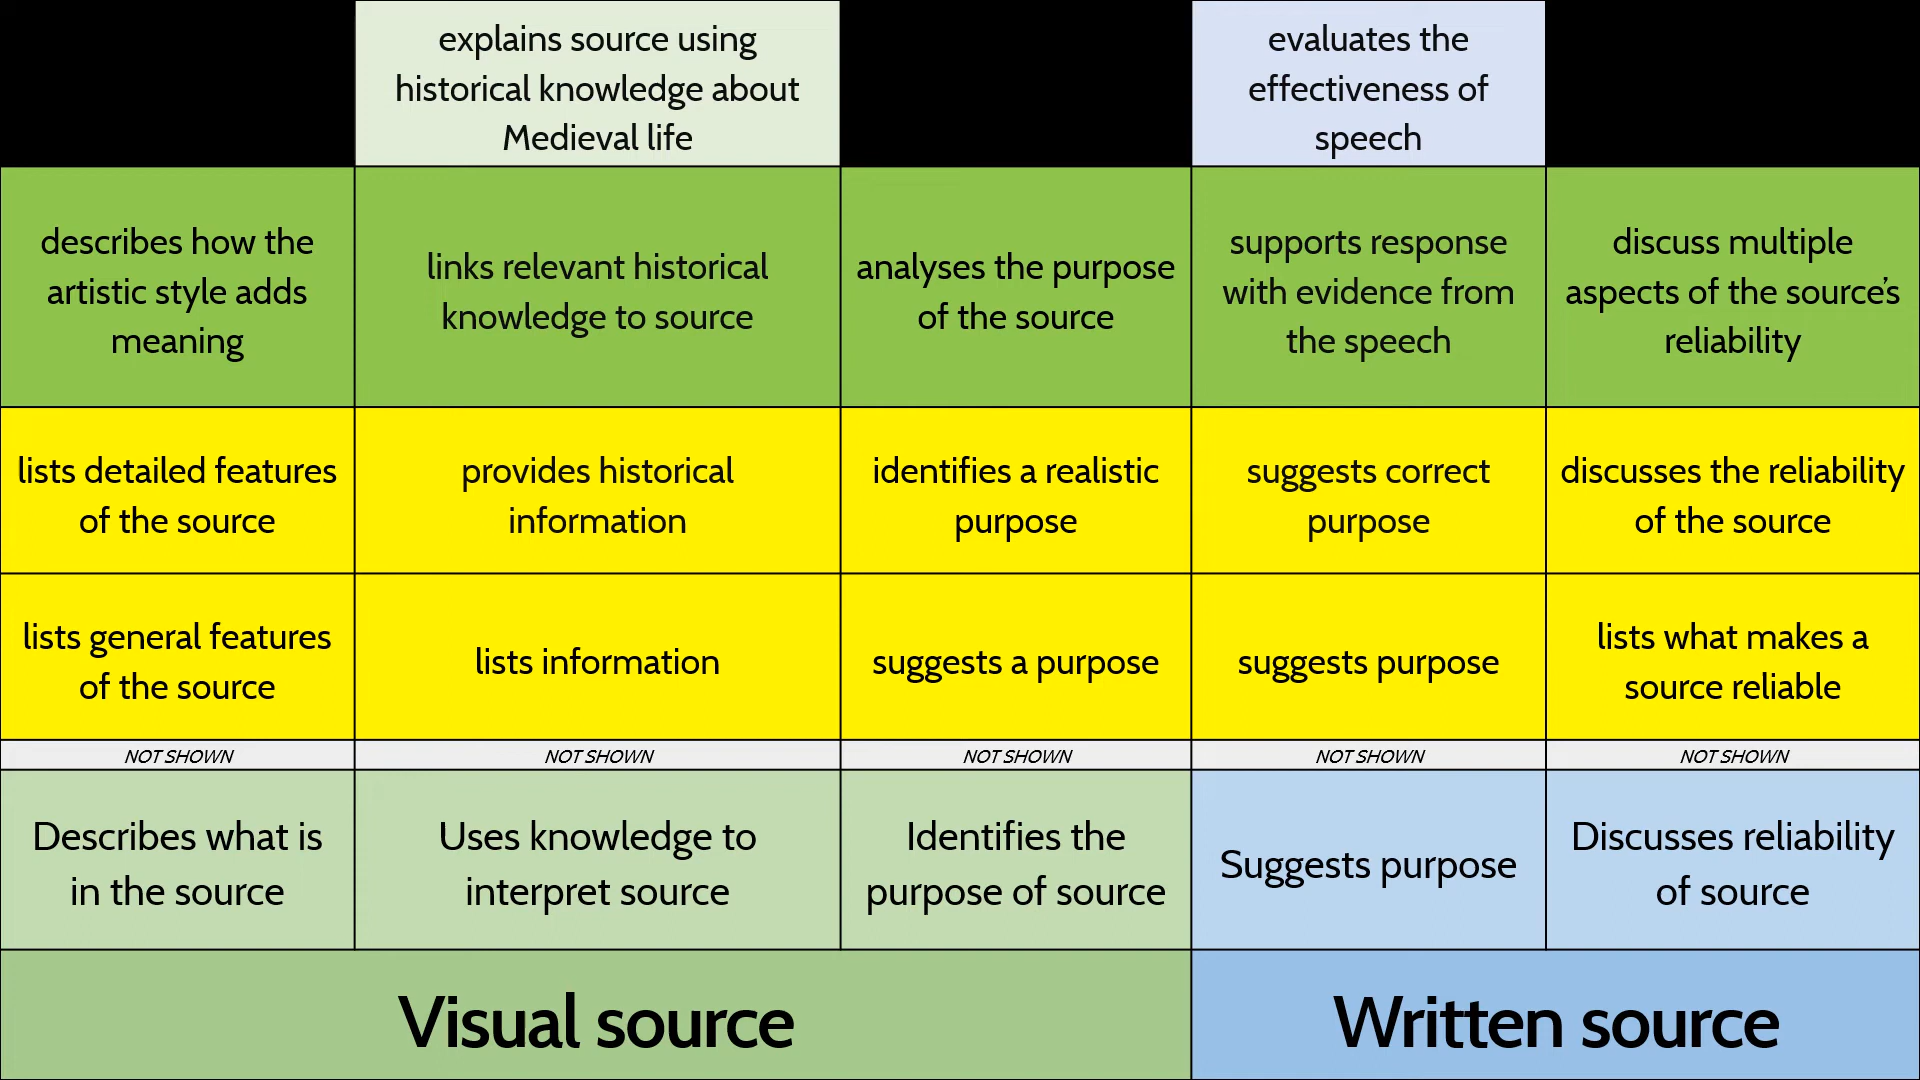 explains source using
historical knowledge about
Medieval life
evaluates the
effectiveness of
speech
describes how the
artistic style adds
meaning
links relevant historical
knowledge to source
analyses the purpose
of the source
supports response
with evidence from
the speech
discuss multiple
aspects of the source's
reliability
lists detailed features
of the source
provides historical
information
identifies a realistic
purpose
suggests correct
purpose
discusses the reliability
of the source
lists general features
of the source
lists information
suggests a purpose
suggests purpose
lists what makes a
source reliable
NOT SHOWN
NOT SHOWN
NOT SHOWN
NOT SHOWN
NOT SHOWN
Describes what is
in the source
Uses knowledge to
interpret source
Identifies the
purpose of source
Suggests purpose
Discusses reliability
of source
Visual source
Written source